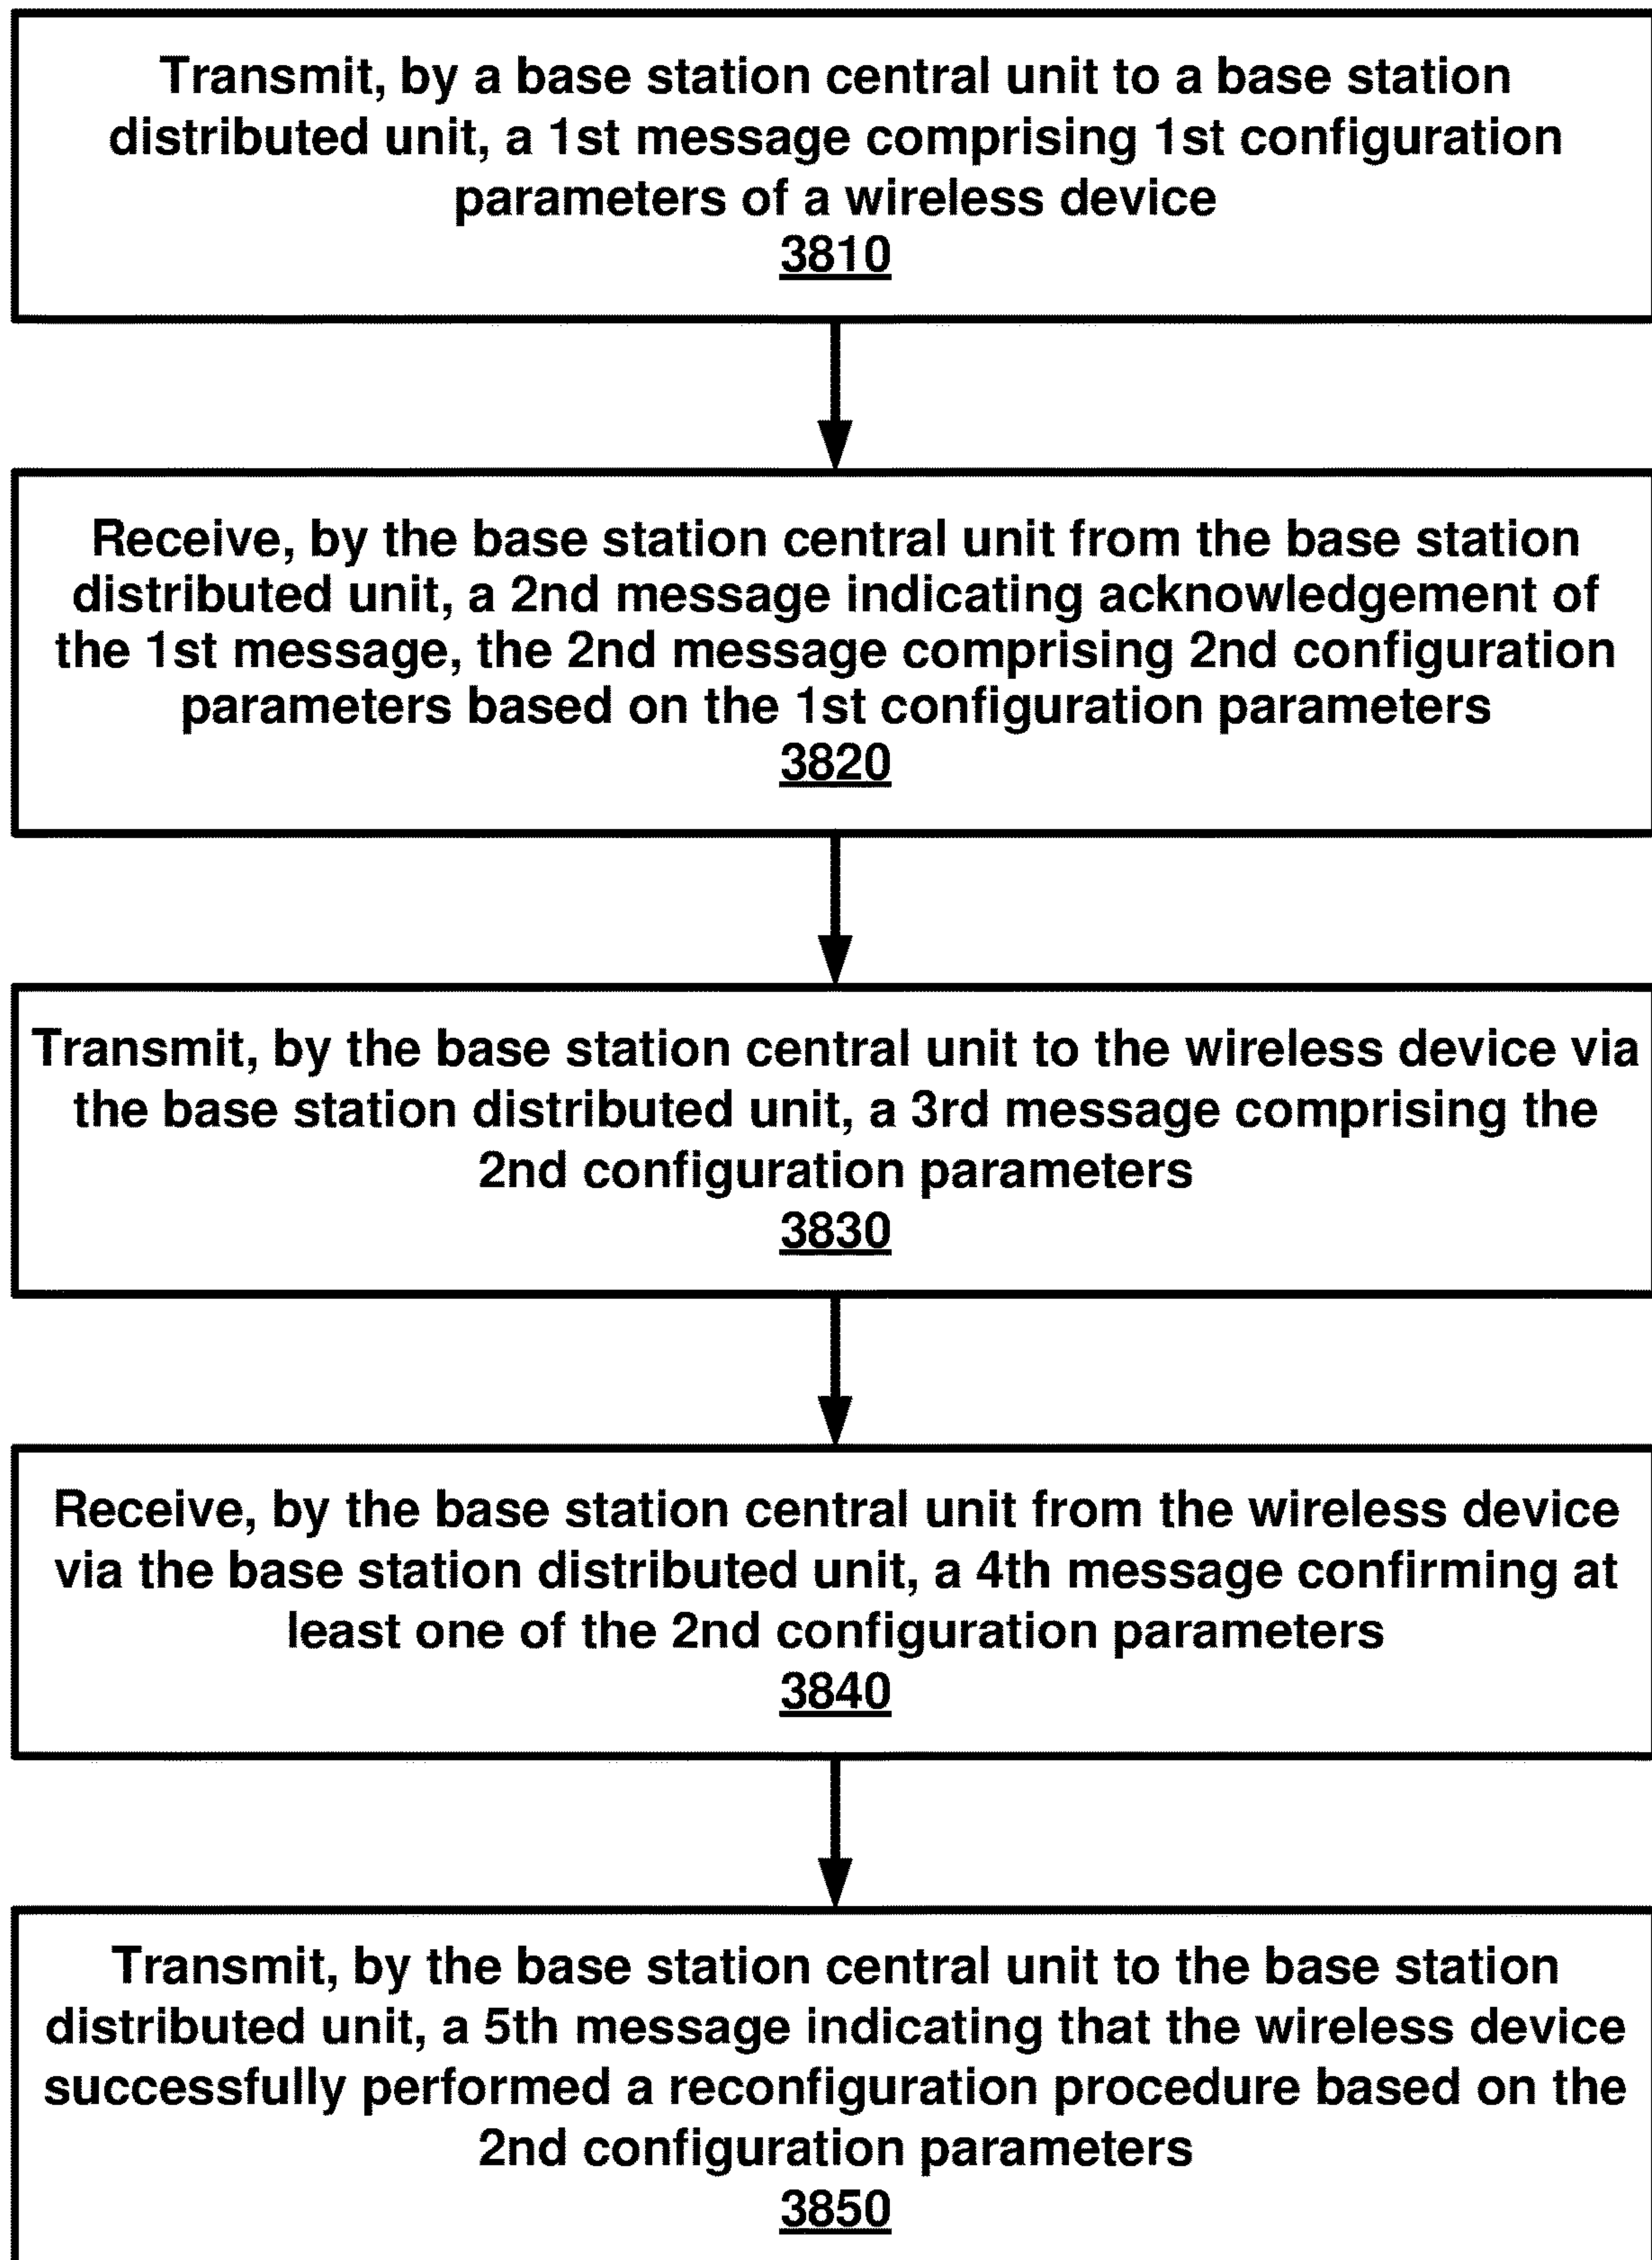 Transmit, by a base station central unit to a base station
distributed unit, a 1st message comprising 1st configuration
parameters of a wireless device
3810
Receive, by the base station central unit from the base station
distributed unit, a 2nd message indicating acknowledgement of
the 1st message, the 2nd message comprising 2nd configuration
parameters based on the 1st configuration parameters
3820
Transmit, by the base station central unit to the wireless device via
the base station distributed unit, a 3rd message comprising the
2nd configuration parameters
3830
Receive, by the base station central unit from the wireless device
via the base station distributed unit, a 4th message confirming at
least one of the 2nd configuration parameters
3840
Transmit, by the base station central unit to the base station
distributed unit, a 5th message indicating that the wireless device
successfully performed a reconfiguration procedure based on the
2nd configuration parameters
3850